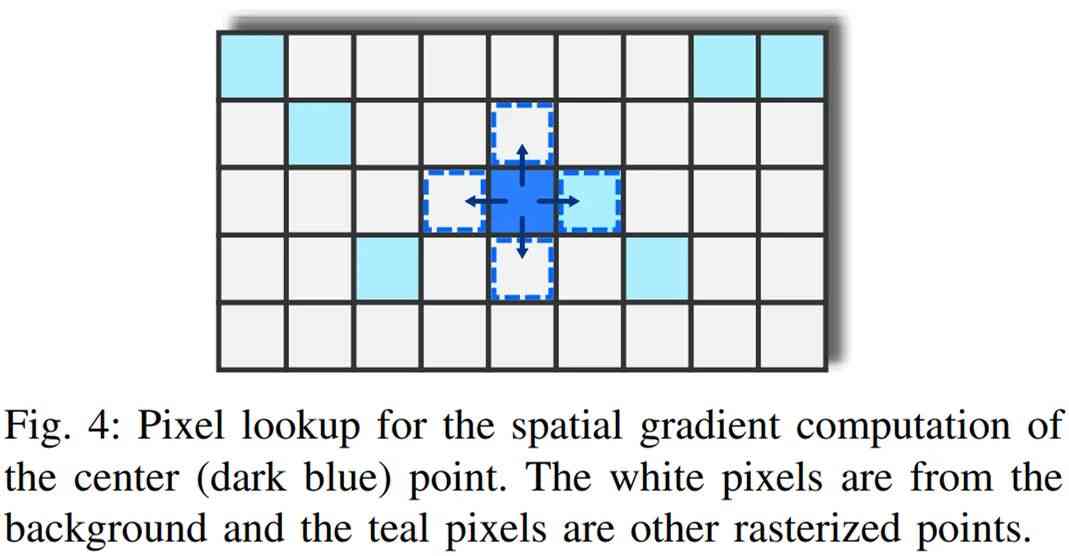 Fig. 4: Pixel lookup for the spatial gradient computation of
the center (dark blue) point. The white pixels are from the
background and the teal pixels are other rasterized points.